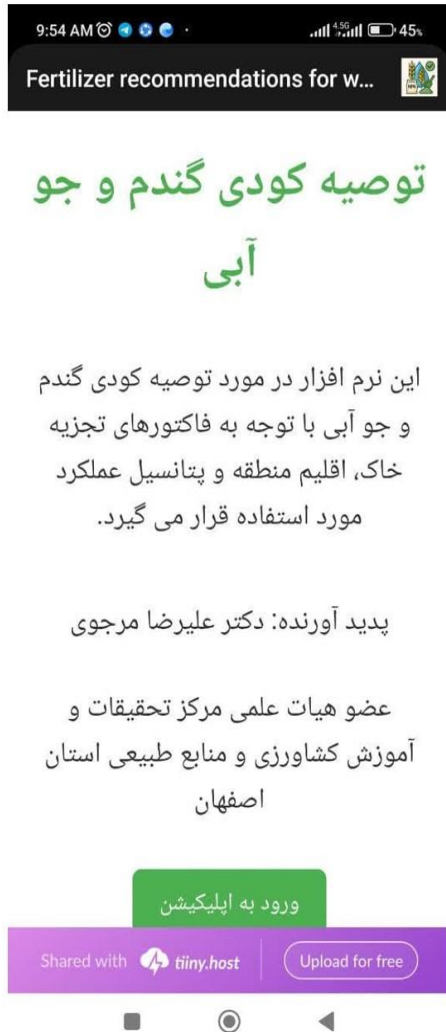 9:54 AM
4.5G
45%
Fertilizer recommendations for w...
توصیه کودی گندم و جو
آبی
این نرم افزار در مورد توصیه کودی گندم
و جو آبی با توجه به فاکتورهای تجزیه
خاک، اقلیم منطقه و پتانسیل عملکرد
مورد استفاده قرار می گیرد.
پدید آورنده: دکتر علیرضا مرجوی
عضو هیات علمی مرکز تحقیقات و
آموزش کشاورزی و منابع طبیعی استان
اصفهان
ورود به اپلیکیشن
Shared with tiiny.host
Upload for free